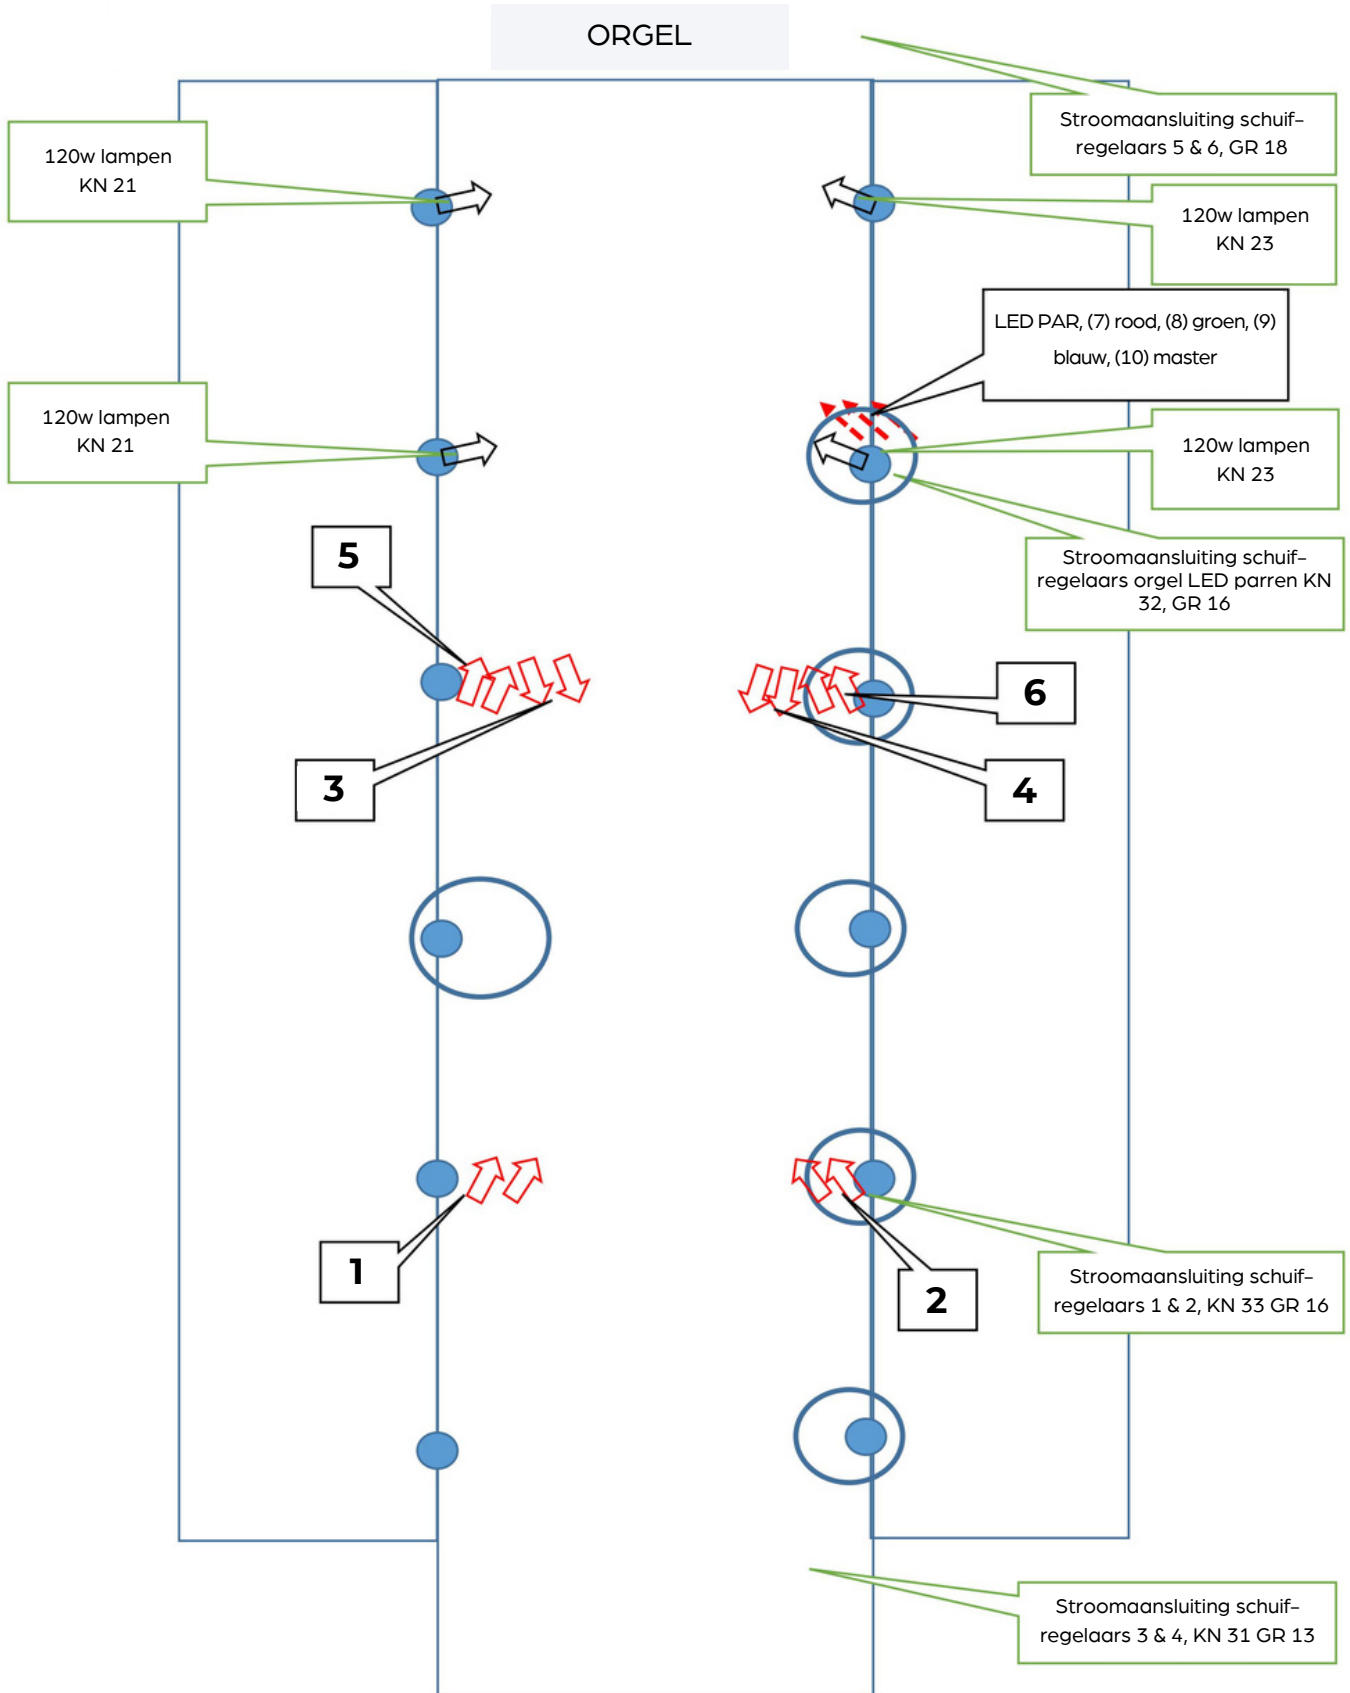 ORGEL
Stroomaansluiting schuif-
regelaars 5 & 6, GR 18
120w lampen
KN 21
120w lampen
KN 23
LED PAR, (7) rood, (8) groen, (9)
blauw, (10) master
120w lampen
KN 21
120w lampen
KN 23
5
Stroomaansluiting schuif-
regelaars orgel LED parren KN
32, GR 16
6
3
4
1
2
Stroomaansluiting schuif-
regelaars 1 & 2, KN 33 GR 16
Stroomaansluiting schuif-
regelaars 3 & 4, KN 31 GR 13